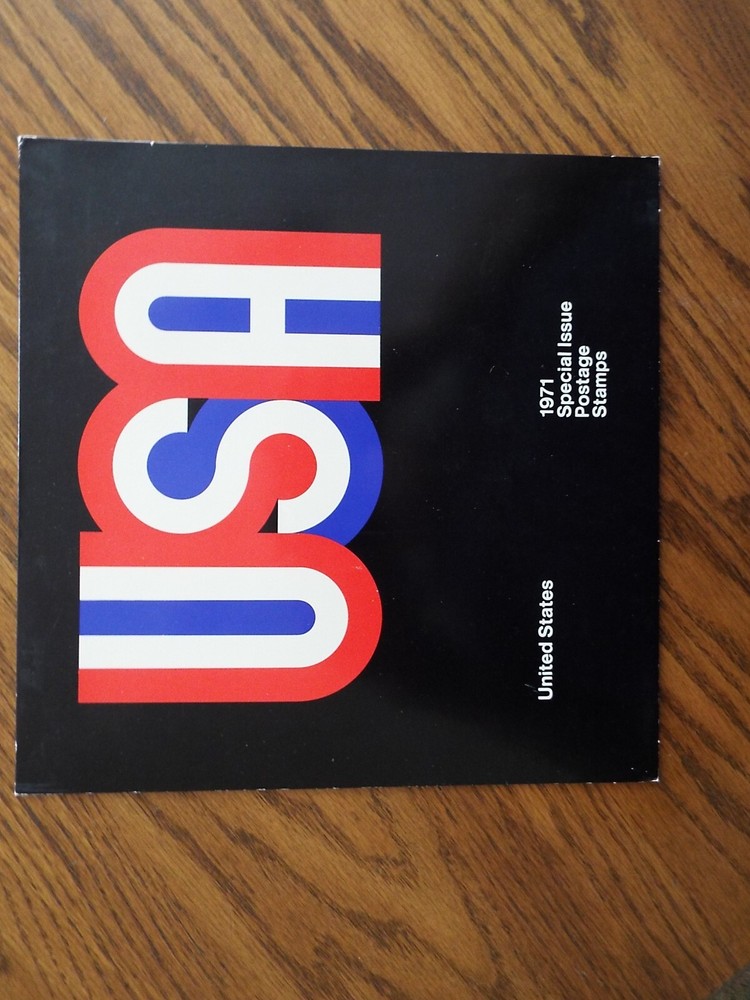 USA
United States
1971
Special Issue
Postage
Stamps